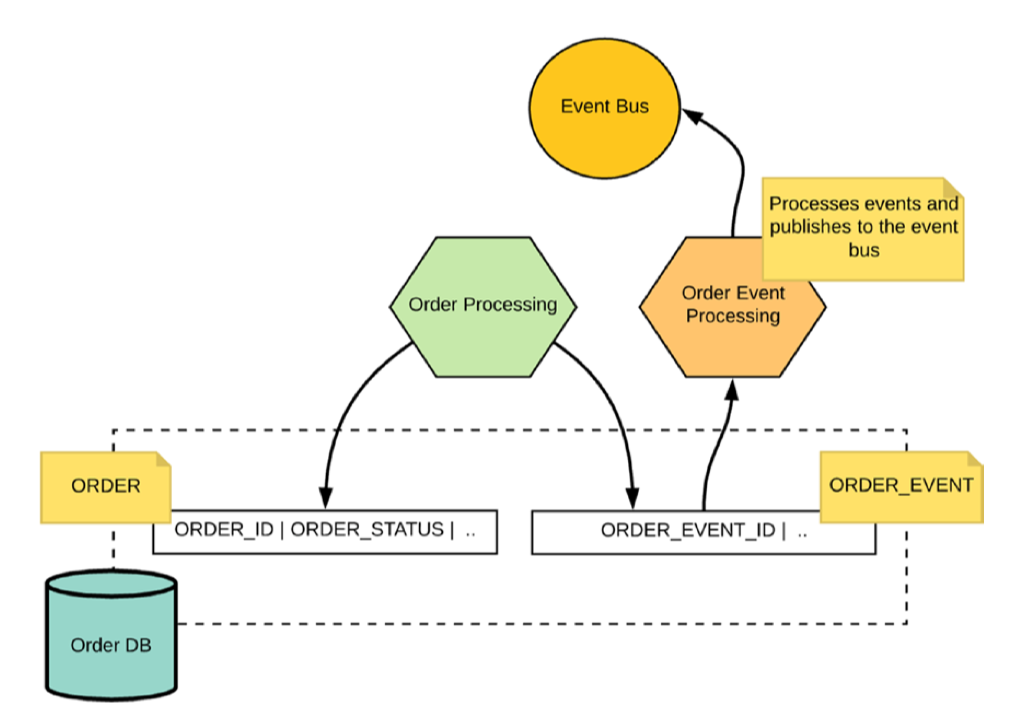 Event Bus
Processes events and
publishes to the event
bus
Order Processing
Order Event
Processing
ORDER
ORDER_EVENT
ORDER_ID | ORDER_STATUS | ..
ORDER_EVENT_ID | ..
Order DB